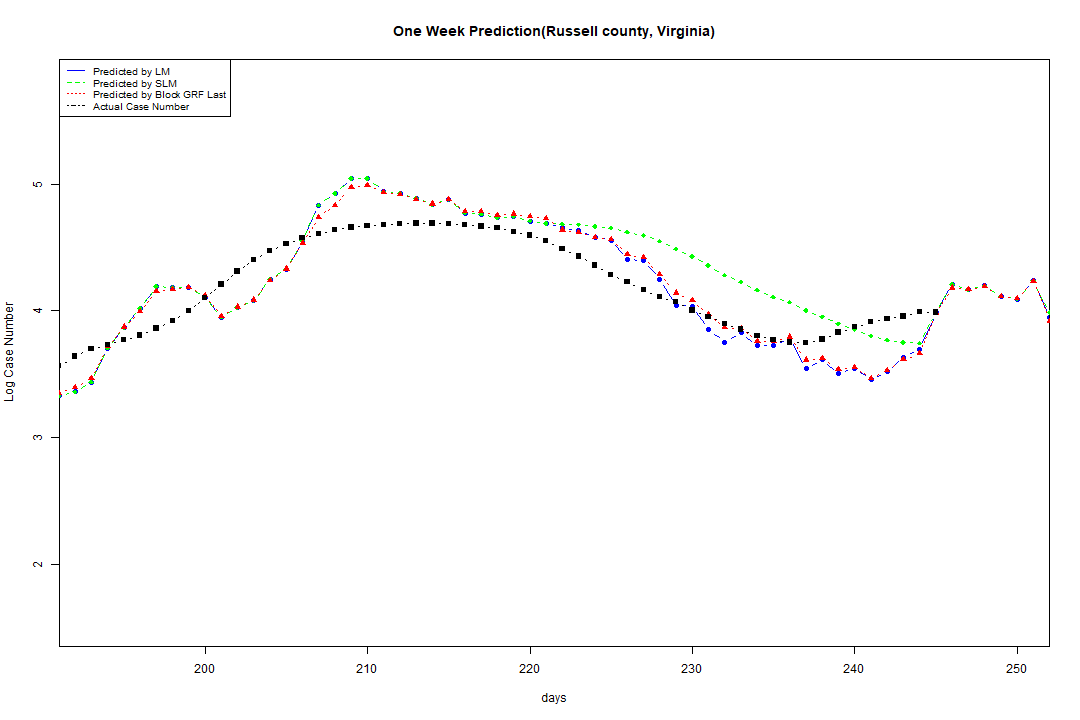 One Week Prediction(Russell county, Virginia)
Predicted by LM
Predicted by SLM
Predicted by Block GRF Last
Actual Case Number
5
4
3
2
Log Case Number
200 210 220 230 240 250
days